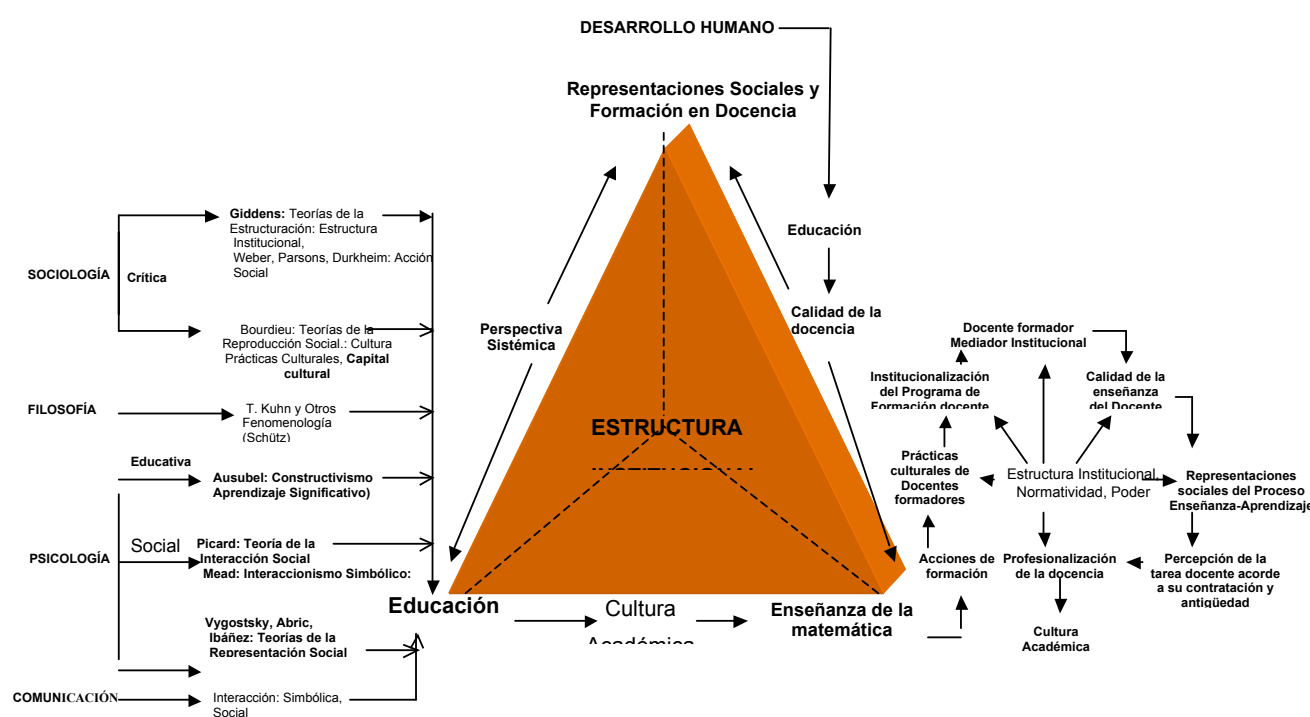 DESARROLLO HUMANO
Representaciones Sociales y
Formación en Docencia
SOCIOLOGÍA
Crítica
Giddens: Teorías de la
Estructuración: Estructura
Institucional,
Weber, Parsons, Durkheim: Acción
Social
Bourdieu: Teorías de la
Reproducción Social.: Cultura
Prácticas Culturales, Capital
cultural
FILOSOFÍA
T. Kuhn y Otros
Fenomenología
(Schütz)
Educativa
Ausubel: Constructivismo
Aprendizaje Significativo)
PSICOLOGÍA
Social
Picard: Teoría de la
Interacción Social
Mead: Interaccionismo Simbólico:
Vygostsky, Abric,
Ibáñez: Teorías de la
Representación Social
COMUNICACIÓN
Interacción: Simbólica,
Social
Perspectiva
Sistémica
ESTRUCTURA
Educación
Cultura
Académica
Enseñanza de la
matemática
Educación
Calidad de la
docencia
Docente formador
Mediador Institucional
Institucionalización
del Programa de
Formación docente
Calidad de la
enseñanza
del Docente
Prácticas
culturales de
Docentes
formadores
Estructura Institucional,
Normatividad, Poder
Representaciones
sociales del Proceso
Enseñanza-Aprendizaje
Acciones de
formación
Profesionalización
de la docencia
Percepción de la
tarea docente acorde
a su contratación y
antigüedad
Cultura
Académica